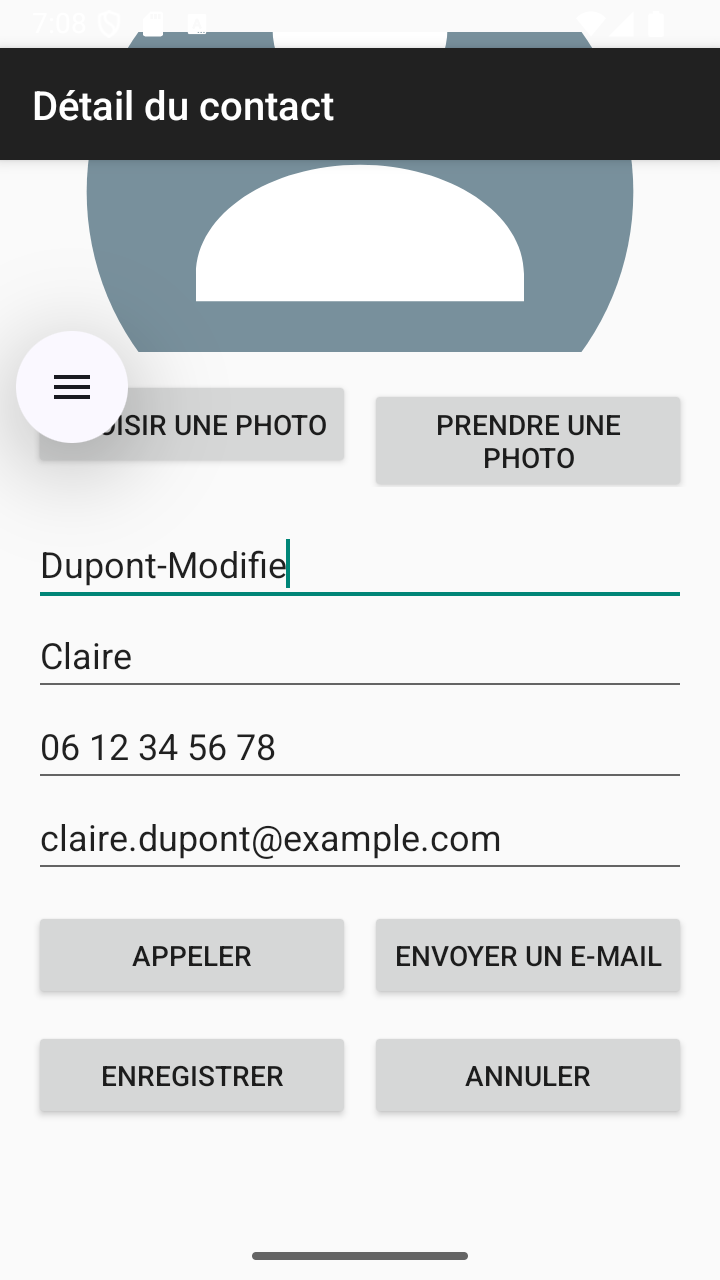 7:08
Détail du contact
ISIR UNE PHOTO
PRENDRE UNE
PHOTO
Dupont-Modifie
Claire
06 12 34 56 78
claire.dupont@example.com
APPELER
ENVOYER UN E-MAIL
ENREGISTRER
ANNULER